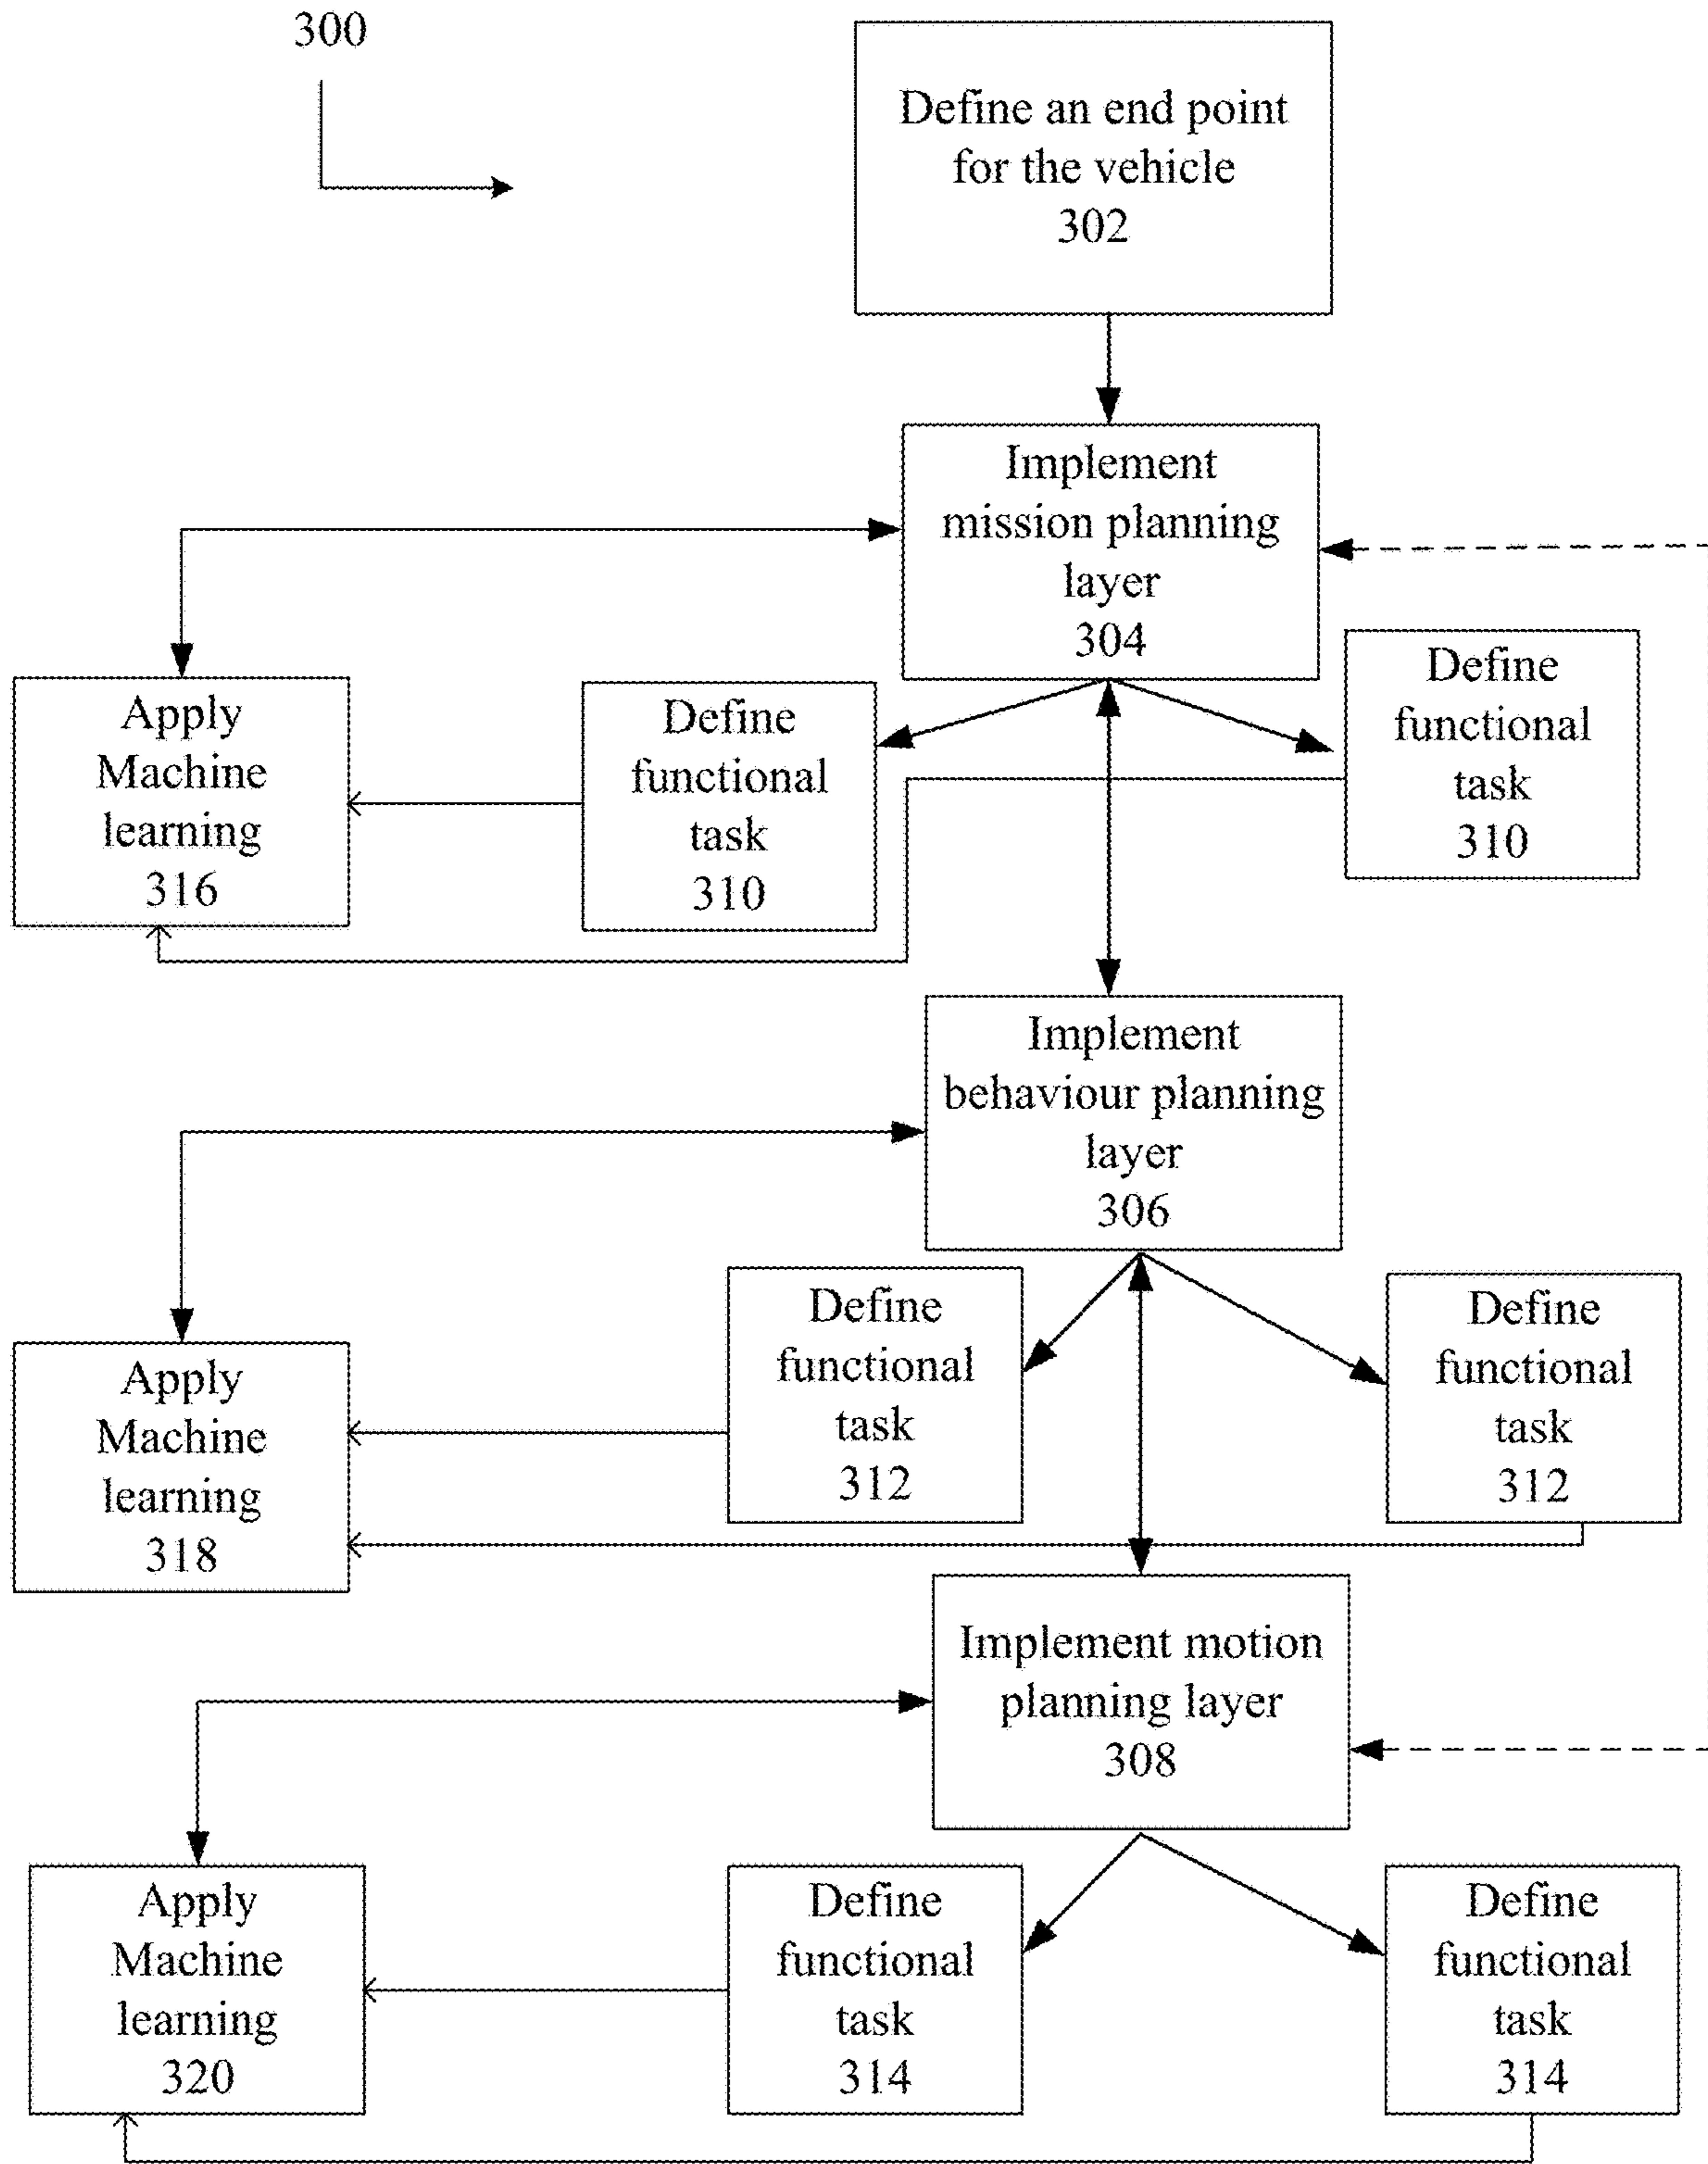 300
Define an end point
for the vehicle
302
Implement
mission planning
layer
304
Apply
Machine
learning
316
Define
functional
task
310
Define
functional
task
310
Implement
behaviour planning
layer
306
Apply
Machine
learning
318
Define
functional
task
312
Define
functional
task
312
Implement motion
planning layer
308
Apply
Machine
learning
320
Define
functional
task
314
Define
functional
task
314